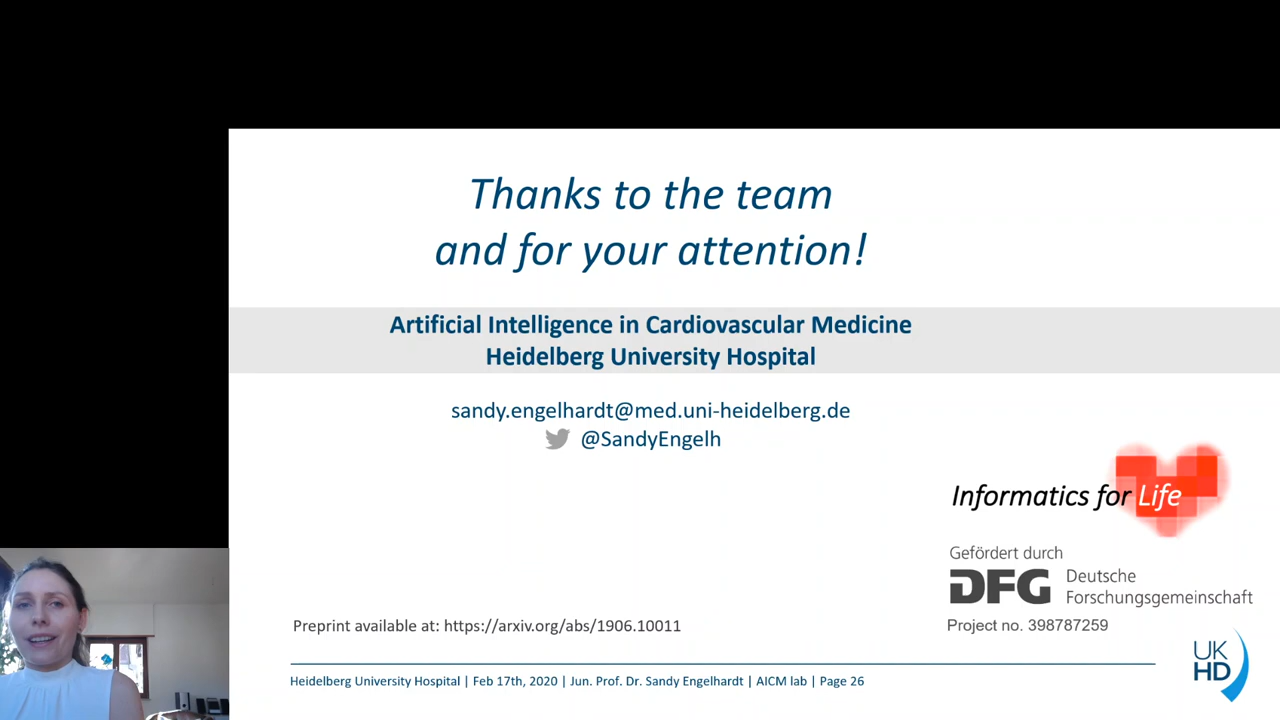 Thanks to the team
and for your attention!
Artificial Intelligence in Cardiovascular Medicine
Heidelberg University Hospital
sandy.engelhardt@med.uni-heidelberg.de
@SandyEngelh
Informatics for Life
Gefördert durch
DFG Deutsche
Forschungsgemeinschaft
Project no. 398787259
Preprint available at: https://arxiv.org/abs/1906.10011
Heidelberg University Hospital | Feb 17th, 2020 | Jun. Prof. Dr. Sandy Engelhardt | AICM lab | Page 26
UK
HD